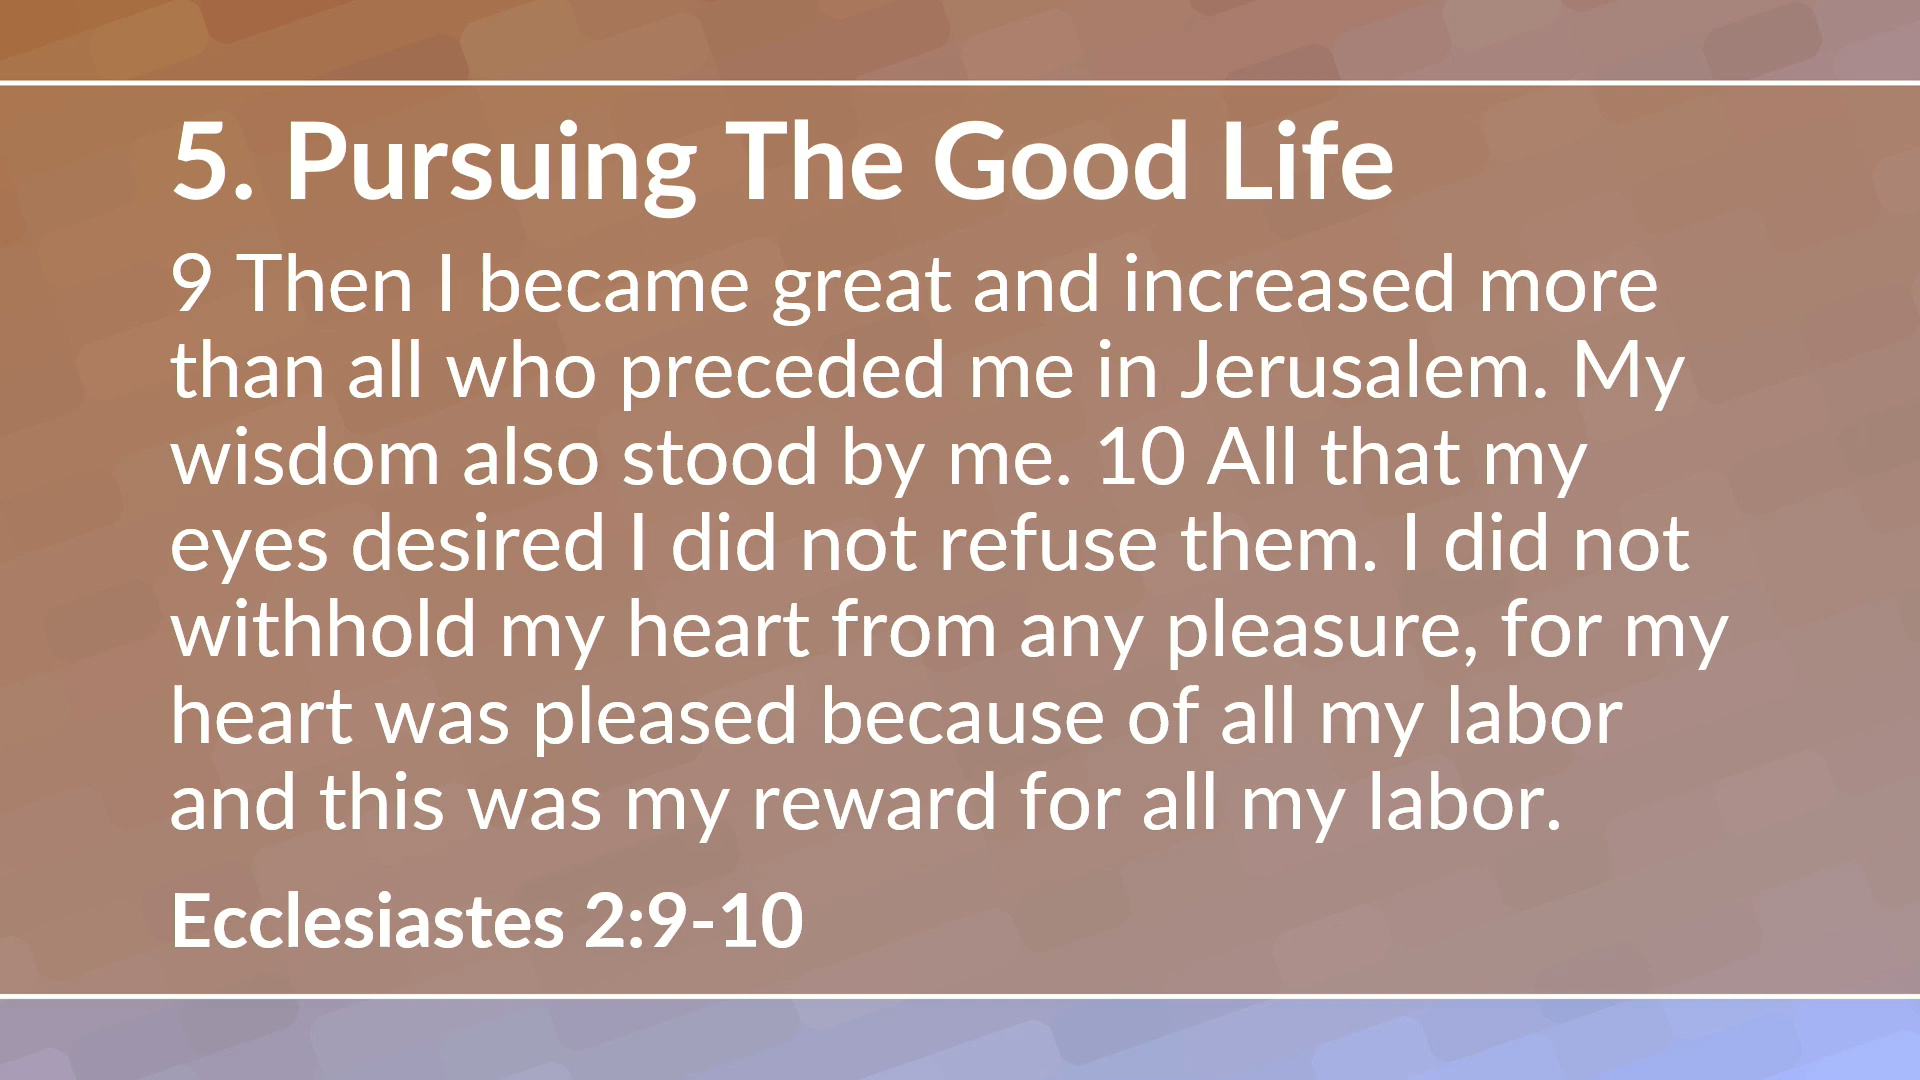 5. Pursuing The Good Life
9 Then I became great and increased more
than all who preceded me in Jerusalem. My
wisdom also stood by me. 10 All that my
eyes desired I did not refuse them. I did not
withhold my heart from any pleasure, for my
heart was pleased because of all my labor
and this was my reward for all my labor.
Ecclesiastes 2:9-10